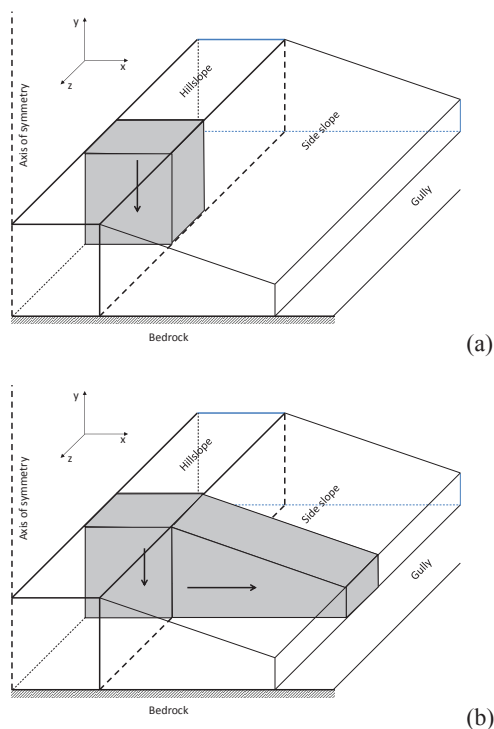 y
x
z
Axis of symmetry
Hillslope
Side slope
Gully
Bedrock
(a)
y
x
z
Axis of symmetry
Hillslope
Side slope
Gully
Bedrock
(b)